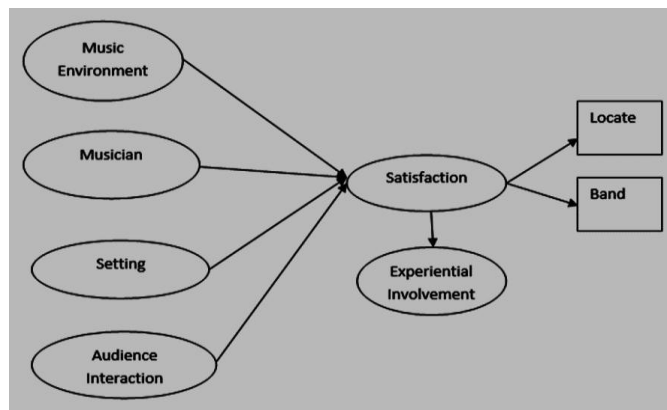 Music
Environment
Musician
Setting
Audience
Interaction
Satisfaction
Experiential
Involvement
Locate
Band